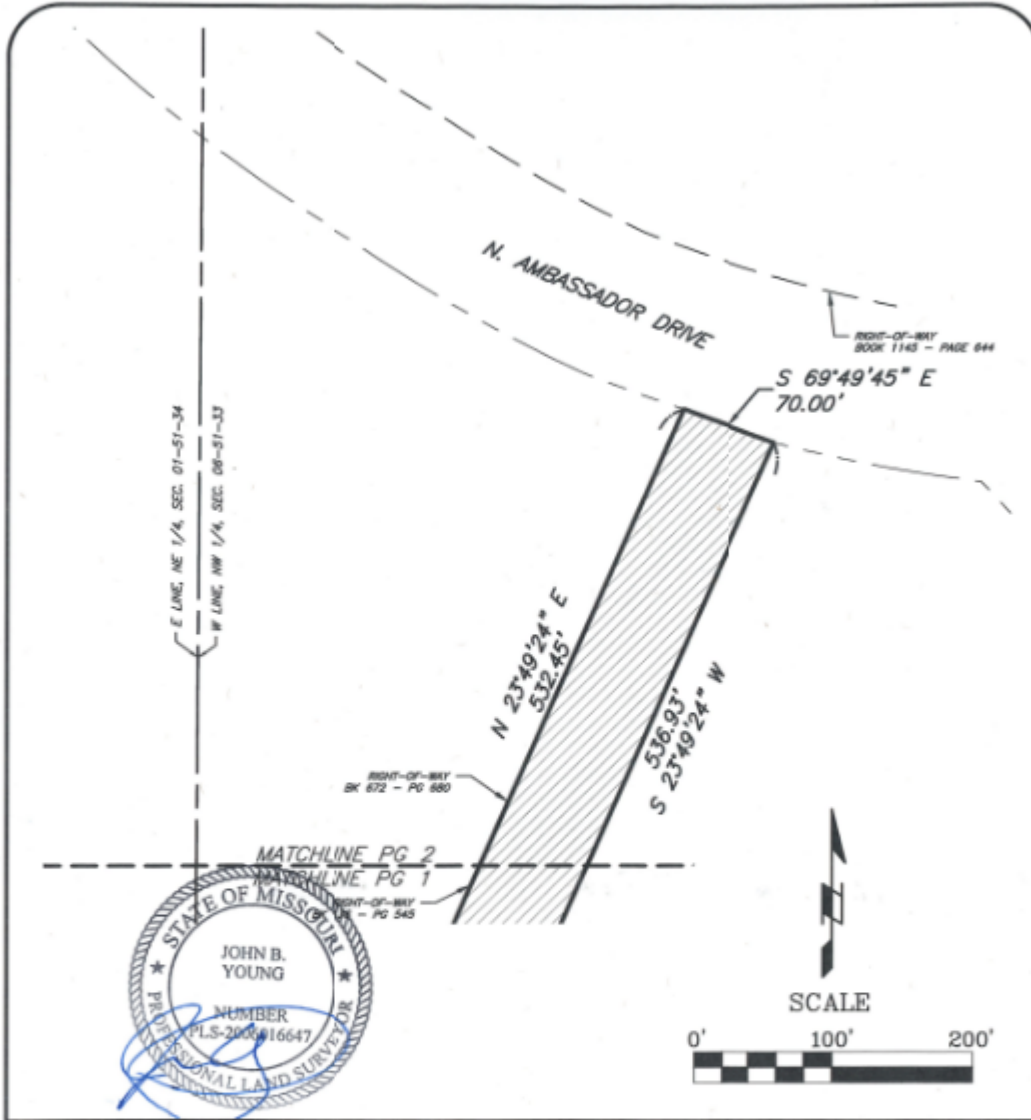 N. AMBASSADOR DRIVE
RIGHT-OF-WAY
BOOK 1145 - PAGE 644
S 69°49'45" E
70.00'
E LINE, NE 1/4, SEC. 01-51-34
W LINE, NW 1/4, SEC. 06-51-33
N 23°49'24" E
532.45'
536.93'
S 23°49'24" W
RIGHT-OF-WAY
BK 672 - PG 680
MATCHLINE PG 2
MATCHLINE PG 1
RIGHT-OF-WAY
PG 545
STATE OF MISSOURI
JOHN B.
YOUNG
NUMBER
PLS-2006016647
PROFESSIONAL LAND SURVEYOR
SCALE
0' 100' 200'